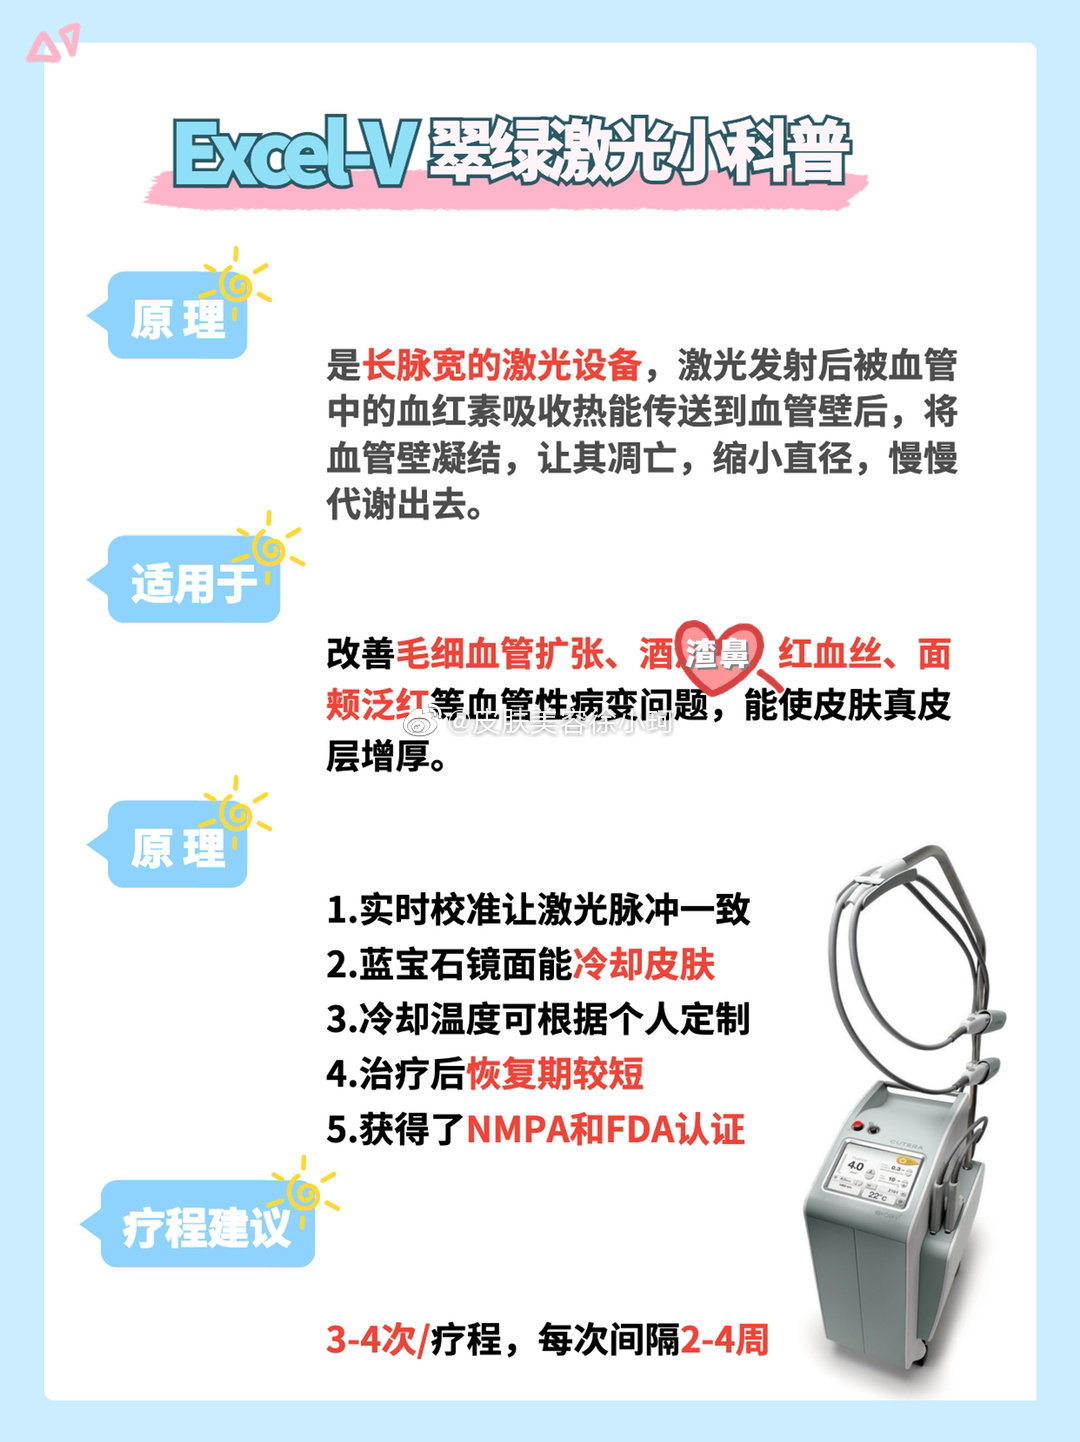 Excel-V 翠绿激光小科普
原理
是长脉宽的激光设备，激光发射后被血管
中的血红素吸收热能传送到血管壁后，将
血管壁凝结，让其凋亡，缩小直径，慢慢
代谢出去。
适用于
改善毛细血管扩张、酒渣鼻 红血丝、面
颊泛红等血管性病变问题，能使皮肤真皮
@皮肤美容徐小珂
层增厚。
原理
1.实时校准让激光脉冲一致
2.蓝宝石镜面能冷却皮肤
3.冷却温度可根据个人定制
4.治疗后恢复期较短
5.获得了NMPA和FDA认证
CUTERA
4.0
0.3
10
22°C
疗程建议
3-4次/疗程，每次间隔2-4周